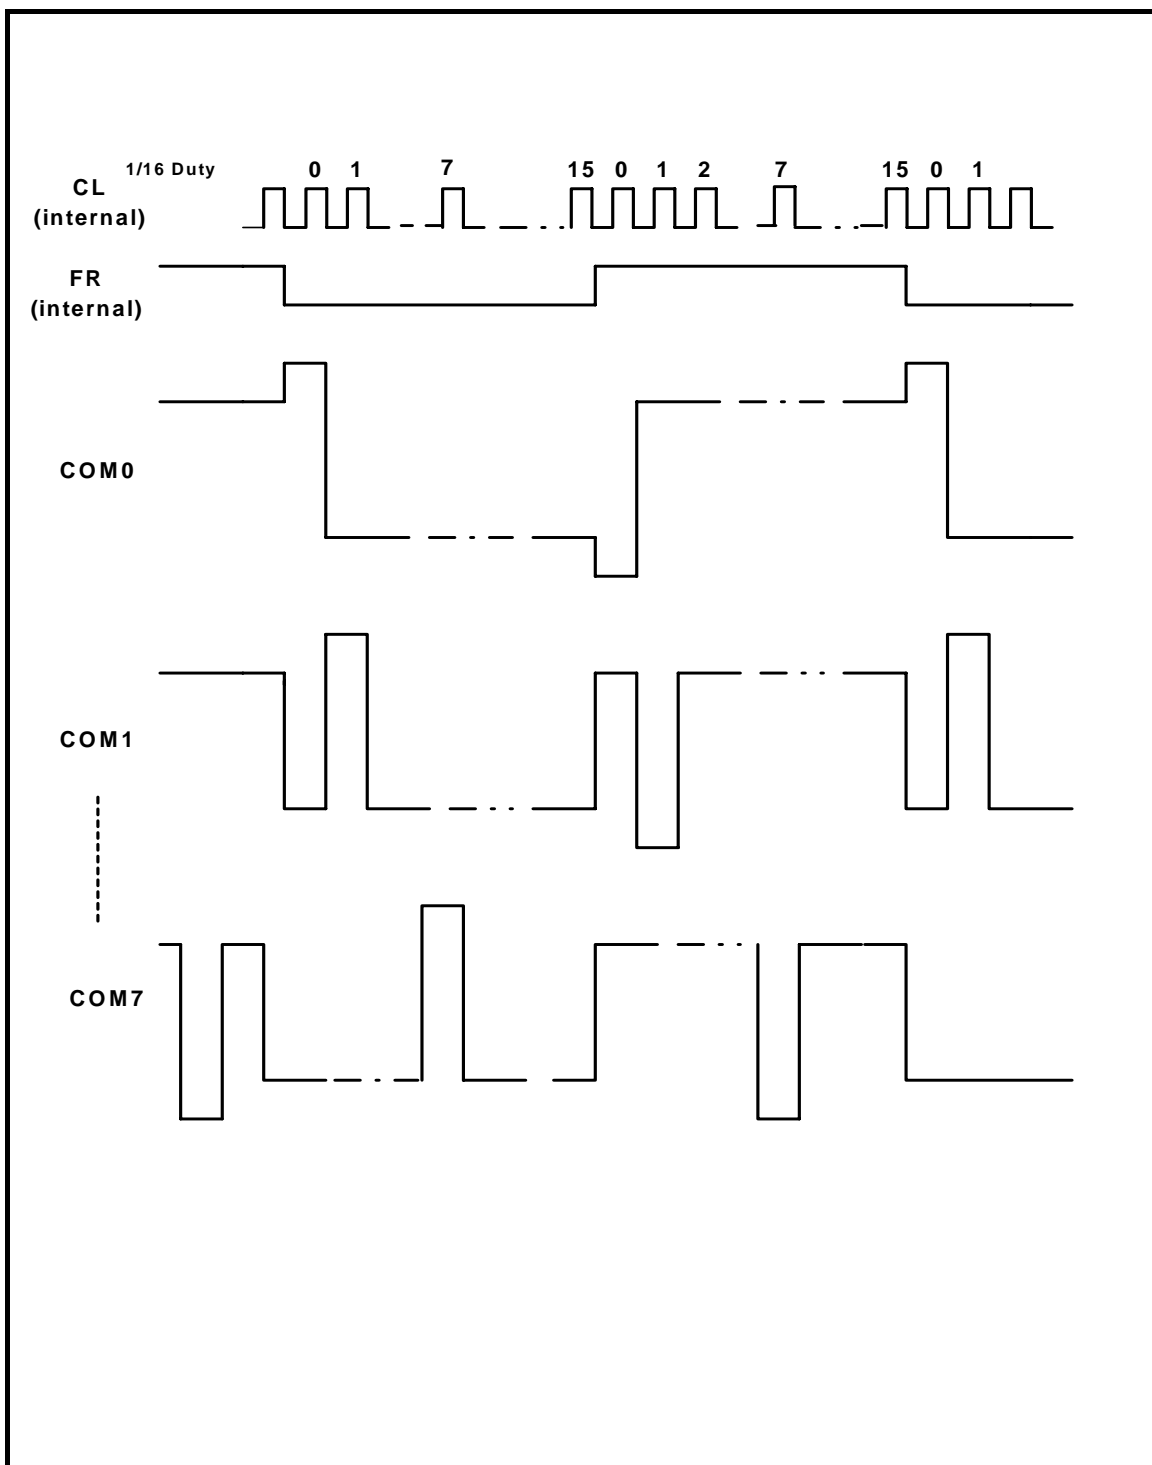 1/16 Duty 0 1 7 15 0 1 2 7 15 0 1
CL
(internal)
FR
(internal)
COM0
COM1
COM7